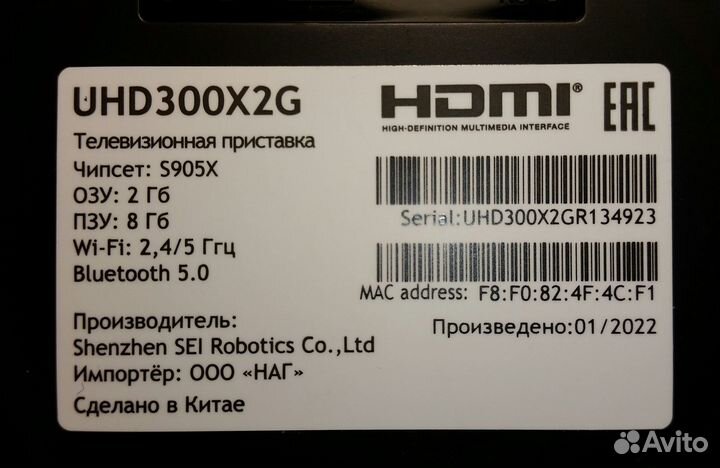 UHD300X2G
Телевизионная приставка
Чипсет: S905X
ОЗУ: 2 Гб
ПЗУ: 8 Гб
Wi-Fi: 2,4/5 Ггц
Bluetooth 5.0
HDMI®
HIGH-DEFINITION MULTIMEDIA INTERFACE
EAC
Serial:UHD300X2GR134923
MAC address: F8:F0:82:4F:4C:F1
Производитель:
Shenzhen SEI Robotics Co.,Ltd
Импортёр: ООО «НАГ»
Сделано в Китае
Произведено:01/2022
Avito